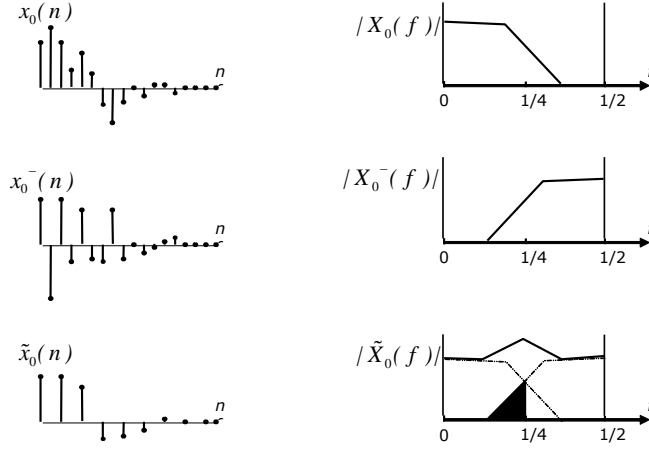 x₀(n)
n
|X₀(f)|
0
1/4
1/2
x₀⁻(n)
n
|X₀⁻(f)|
0
1/4
1/2
x̃₀(n)
n
|X̃₀(f)|
0
1/4
1/2